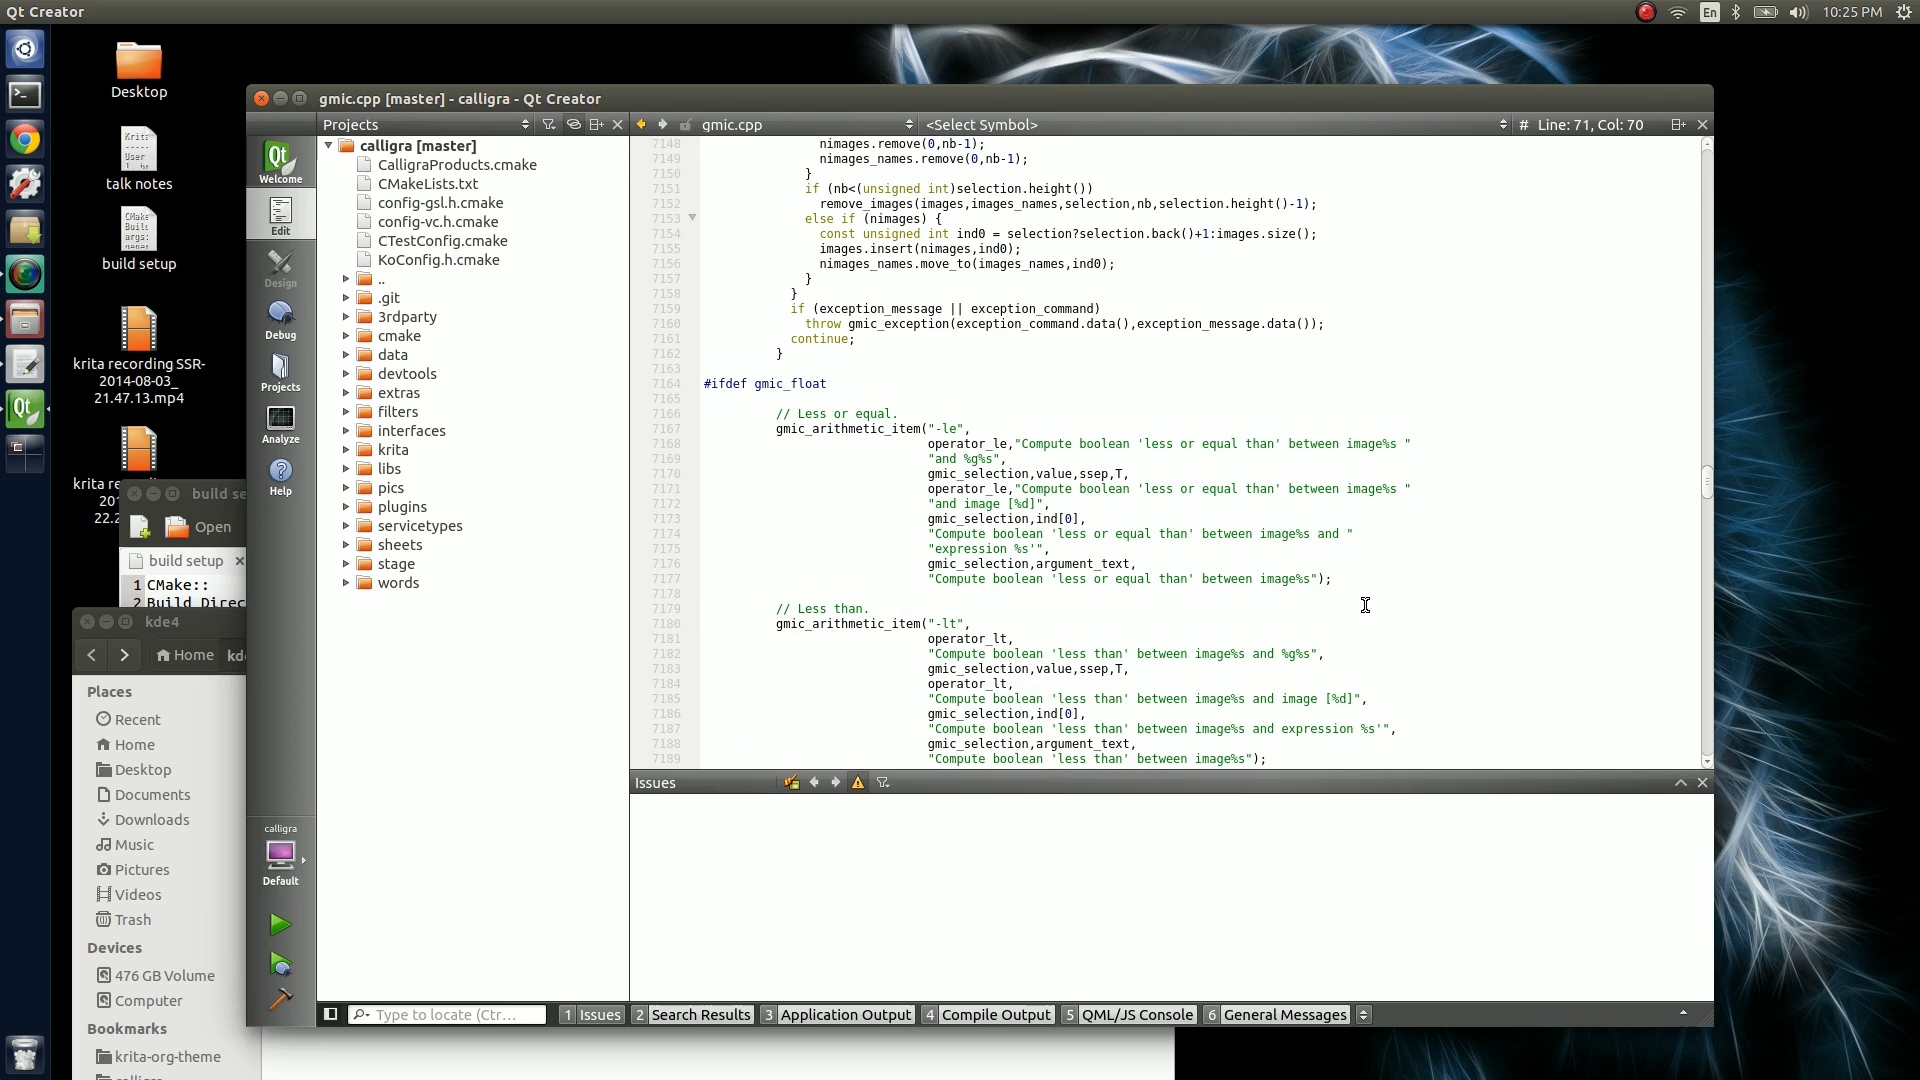 Qt Creator
En
10:25 PM
Desktop
talk notes
build setup
krita recording SSR-
2014-08-03_
21.47.13.mp4
gmic.cpp [master] - calligra - Qt Creator
Projects
gmic.cpp
<Select Symbol>
# Line: 71, Col: 70
Welcome
Edit
Design
Debug
Projects
Analyze
Help
calligra
Default
calligra [master]
CalligraProducts.cmake
CMakeLists.txt
config-gsl.h.cmake
config-vc.h.cmake
CTestConfig.cmake
KoConfig.h.cmake
..
.git
3rdparty
cmake
data
devtools
extras
filters
interfaces
krita
libs
pics
plugins
servicetypes
sheets
stage
words
7148 nimages.remove(0,nb-1);
7149 nimages_names.remove(0,nb-1);
7150 }
7151 if (nb<(unsigned int)selection.height())
7152 remove_images(images,images_names,selection,nb,selection.height()-1);
7153 else if (nimages) {
7154 const unsigned int ind0 = selection?selection.back()+1:images.size();
7155 images.insert(nimages,ind0);
7156 nimages_names.move_to(images_names,ind0);
7157 }
7158 }
7159 if (exception_message || exception_command)
7160 throw gmic_exception(exception_command.data(),exception_message.data());
7161 continue;
7162 }
7163
7164 #ifdef gmic_float
7165
7166 // Less or equal.
7167 gmic_arithmetic_item("-le",
7168 operator_le,"Compute boolean 'less or equal than' between image%s "
7169 "and %g%s",
7170 gmic_selection,value,ssep,T,
7171 operator_le,"Compute boolean 'less or equal than' between image%s "
7172 "and image [%d]",
7173 gmic_selection,ind[0],
7174 "Compute boolean 'less or equal than' between image%s and "
7175 "expression %s'",
7176 gmic_selection,argument_text,
7177 "Compute boolean 'less or equal than' between image%s");
7178
7179 // Less than.
7180 gmic_arithmetic_item("-lt",
7181 operator_lt,
7182 "Compute boolean 'less than' between image%s and %g%s",
7183 gmic_selection,value,ssep,T,
7184 operator_lt,
7185 "Compute boolean 'less than' between image%s and image [%d]",
7186 gmic_selection,ind[0],
7187 "Compute boolean 'less than' between image%s and expression %s'",
7188 gmic_selection,argument_text,
7189 "Compute boolean 'less than' between image%s");
Issues
Type to locate (Ctr...
1 Issues
2 Search Results
3 Application Output
4 Compile Output
5 QML/JS Console
6 General Messages
build se
Open
build setup
1 CMake::
2 Build Direc
kde4
Home
Places
Recent
Home
Desktop
Documents
Downloads
Music
Pictures
Videos
Trash
Devices
476 GB Volume
Computer
Bookmarks
krita-org-theme